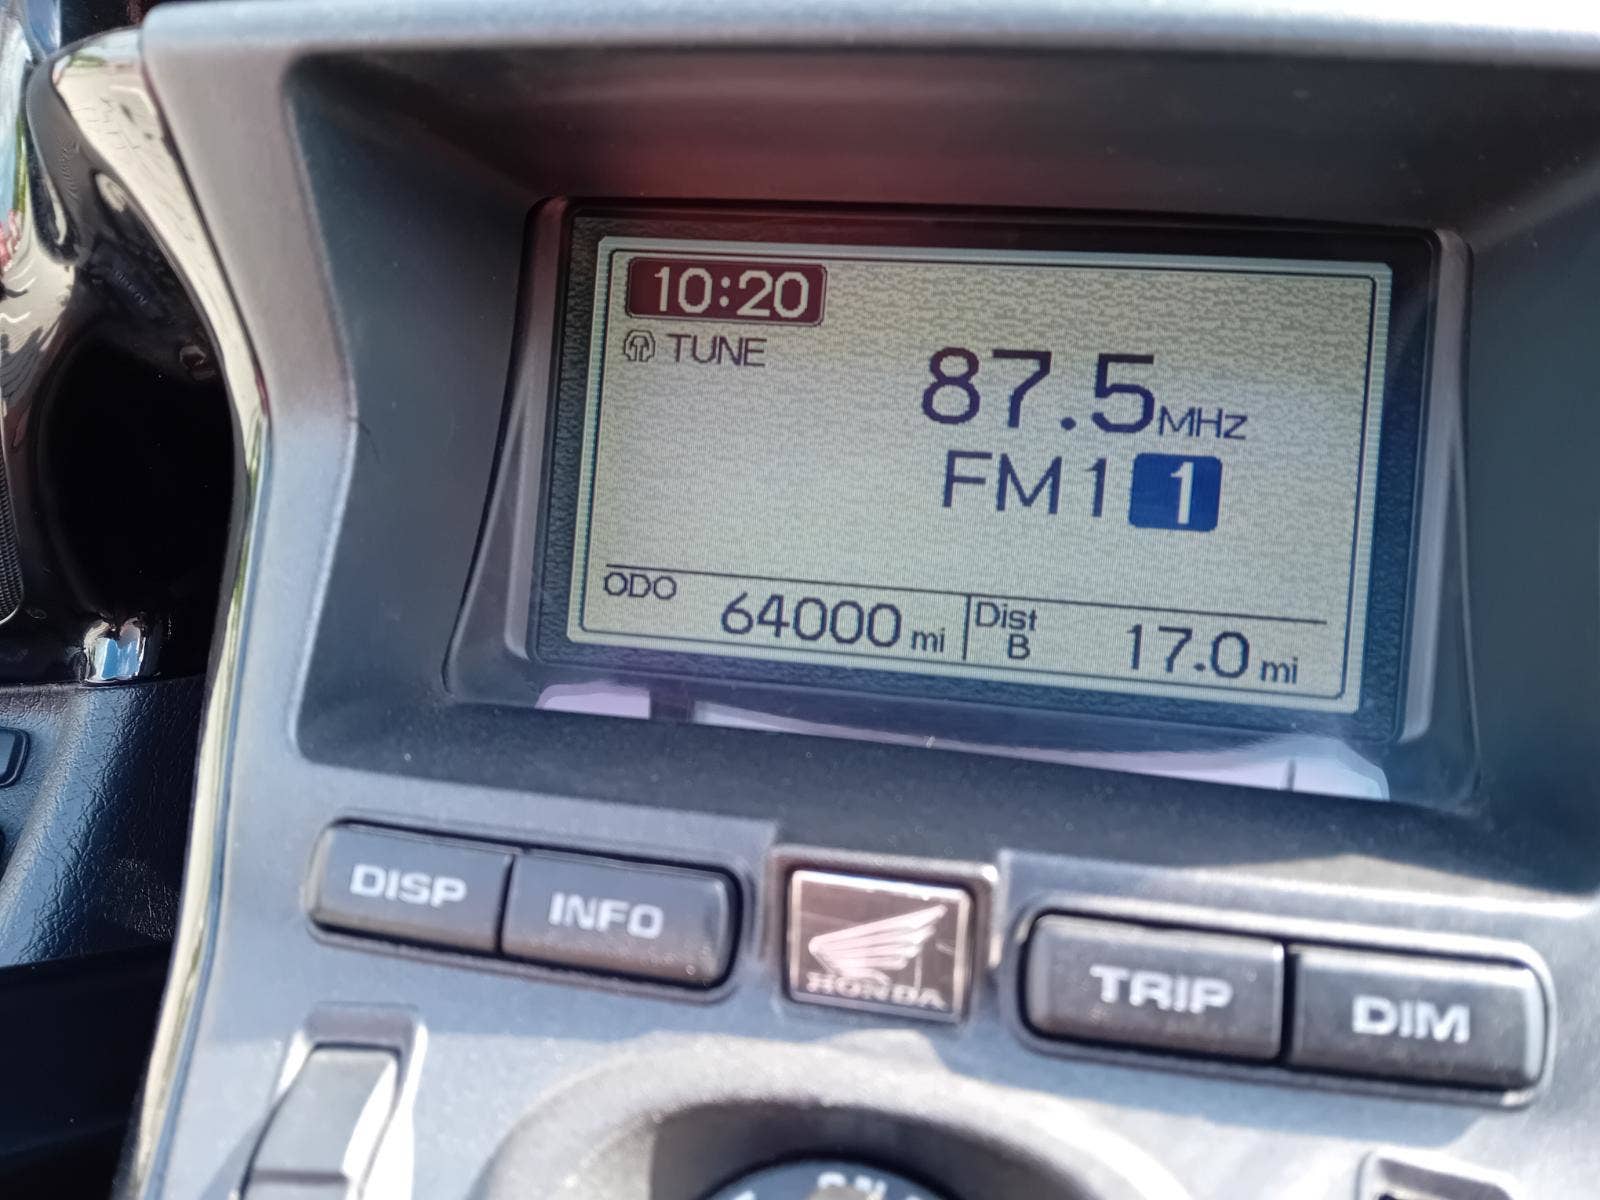 10:20
TUNE
87.5MHz
FM1 1
ODO 64000 mi Dist B 17.0 mi
DISP INFO HONDA TRIP DIM